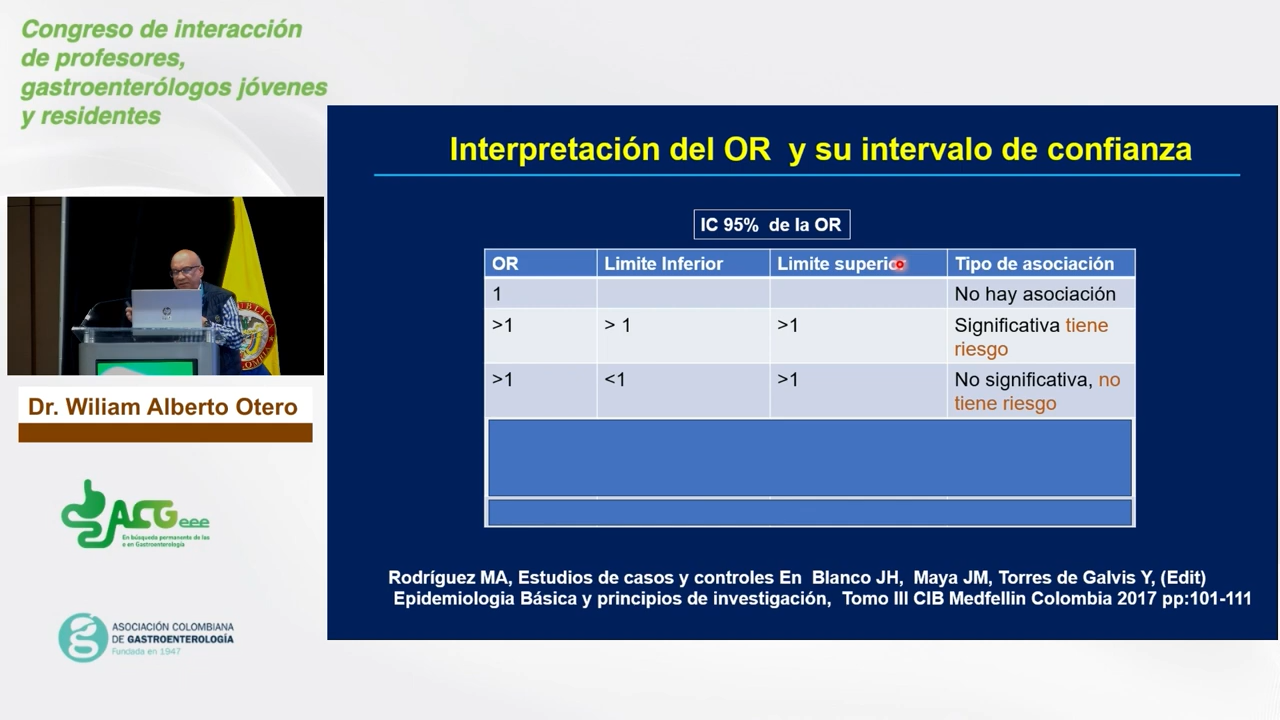 Congreso de interacción
de profesores,
gastroenterólogos jóvenes
y residentes
Interpretación del OR y su intervalo de confianza
IC 95% de la OR
OR Limite Inferior Limite superio Tipo de asociación
1 No hay asociación
>1 > 1 >1 Significativa tiene
riesgo
>1 <1 >1 No significativa, no
tiene riesgo
Rodríguez MA, Estudios de casos y controles En Blanco JH, Maya JM, Torres de Galvis Y, (Edit)
Epidemiologia Básica y principios de investigación, Tomo III CIB Medfellin Colombia 2017 pp:101-111
Dr. Wiliam Alberto Otero
ACGeee
En búsqueda permanente de las
e en Gastroenterología
ASOCIACIÓN COLOMBIANA
DE GASTROENTEROLOGÍA
Fundada en 1947